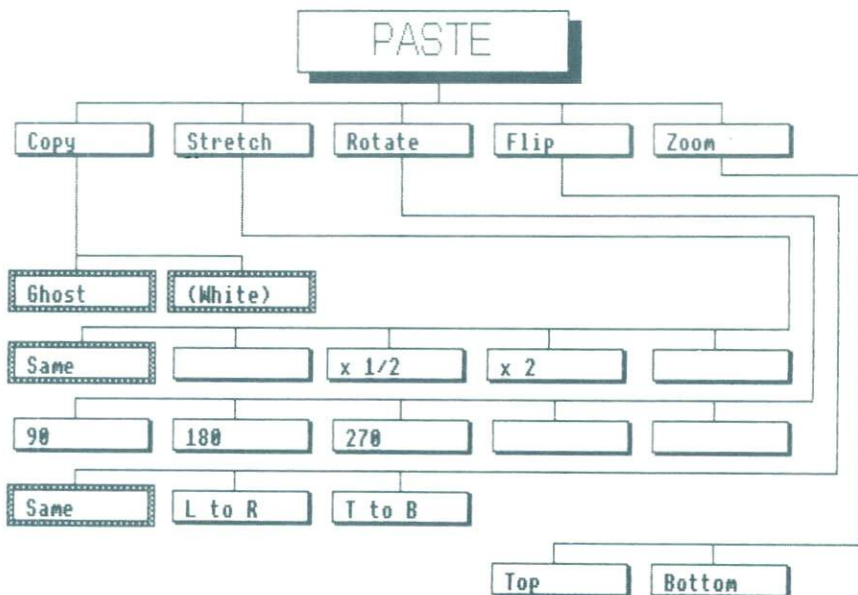 PASTE
Copy Stretch Rotate Flip Zoom
Ghost (White)
Same x 1/2 x 2
90 180 270
Same L to R T to B
Top Bottom